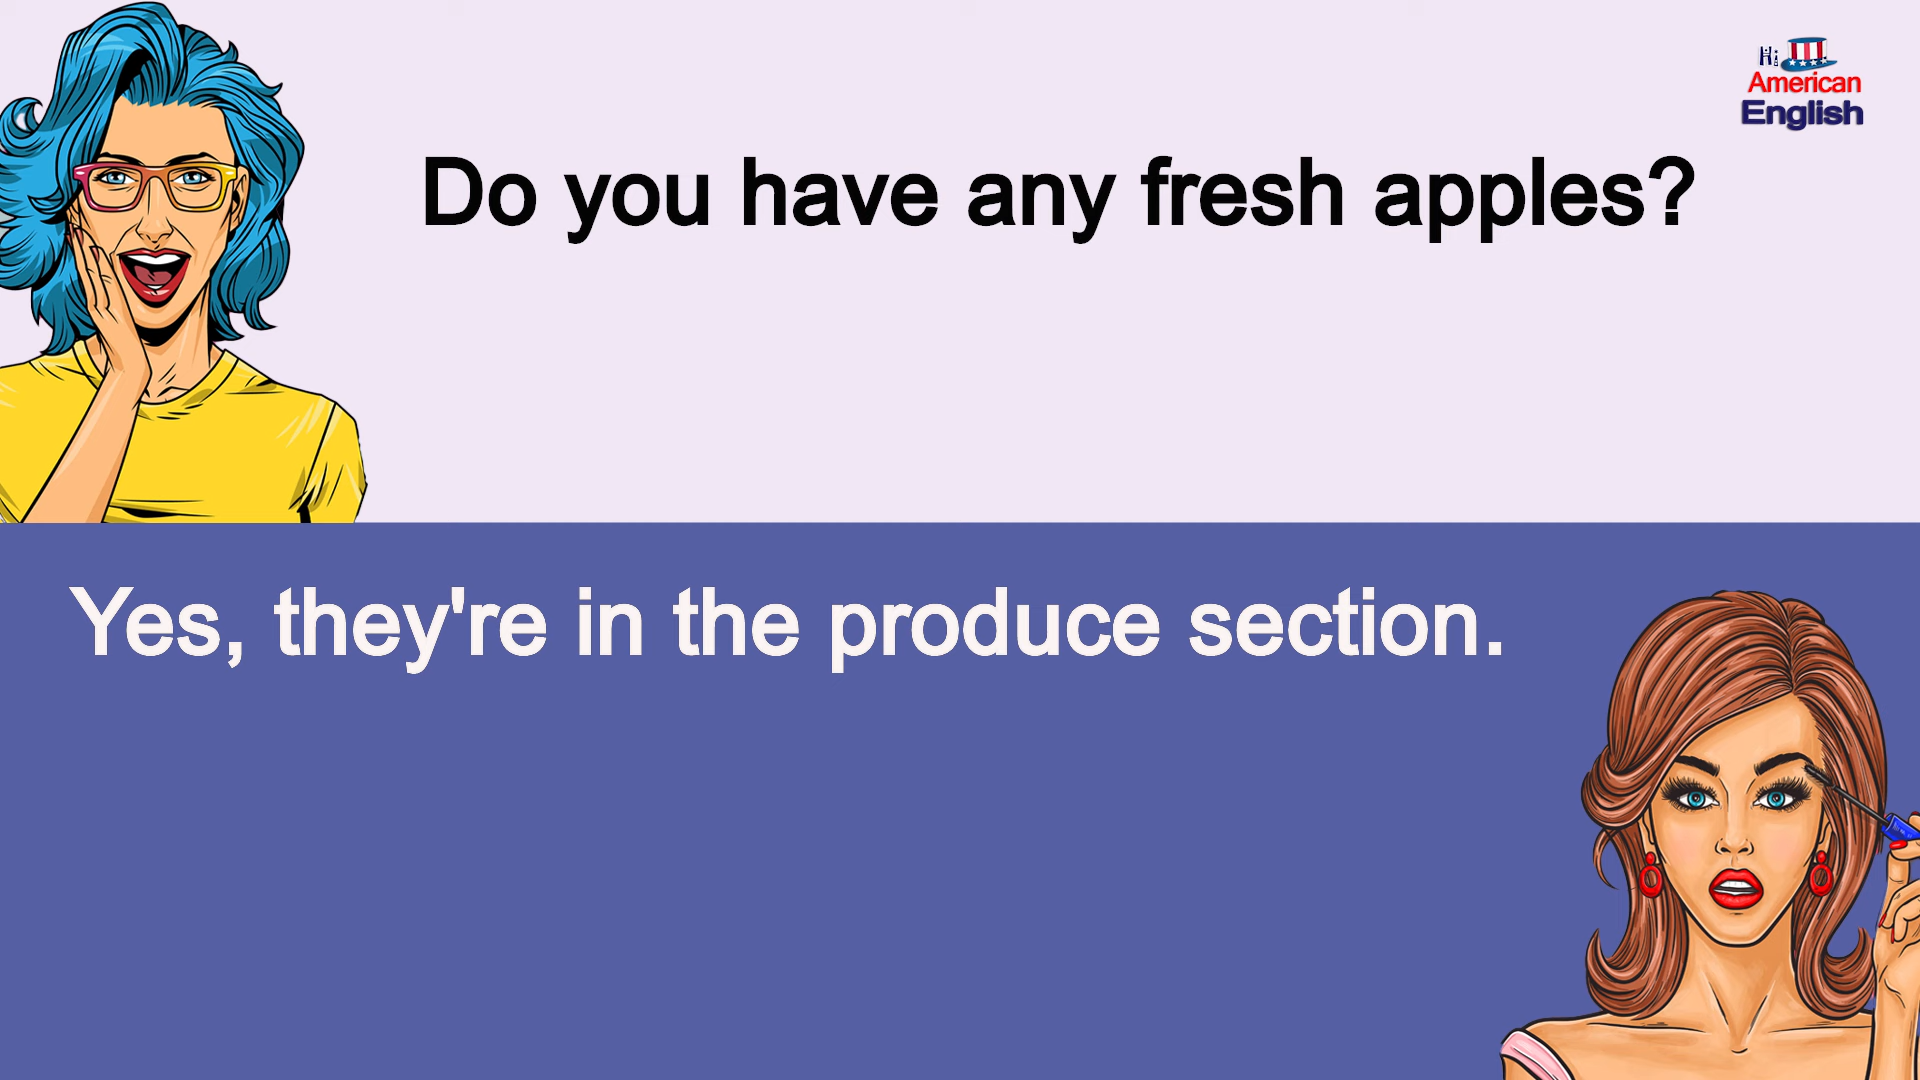 Hi
American
English
Do you have any fresh apples?
Yes, they're in the produce section.